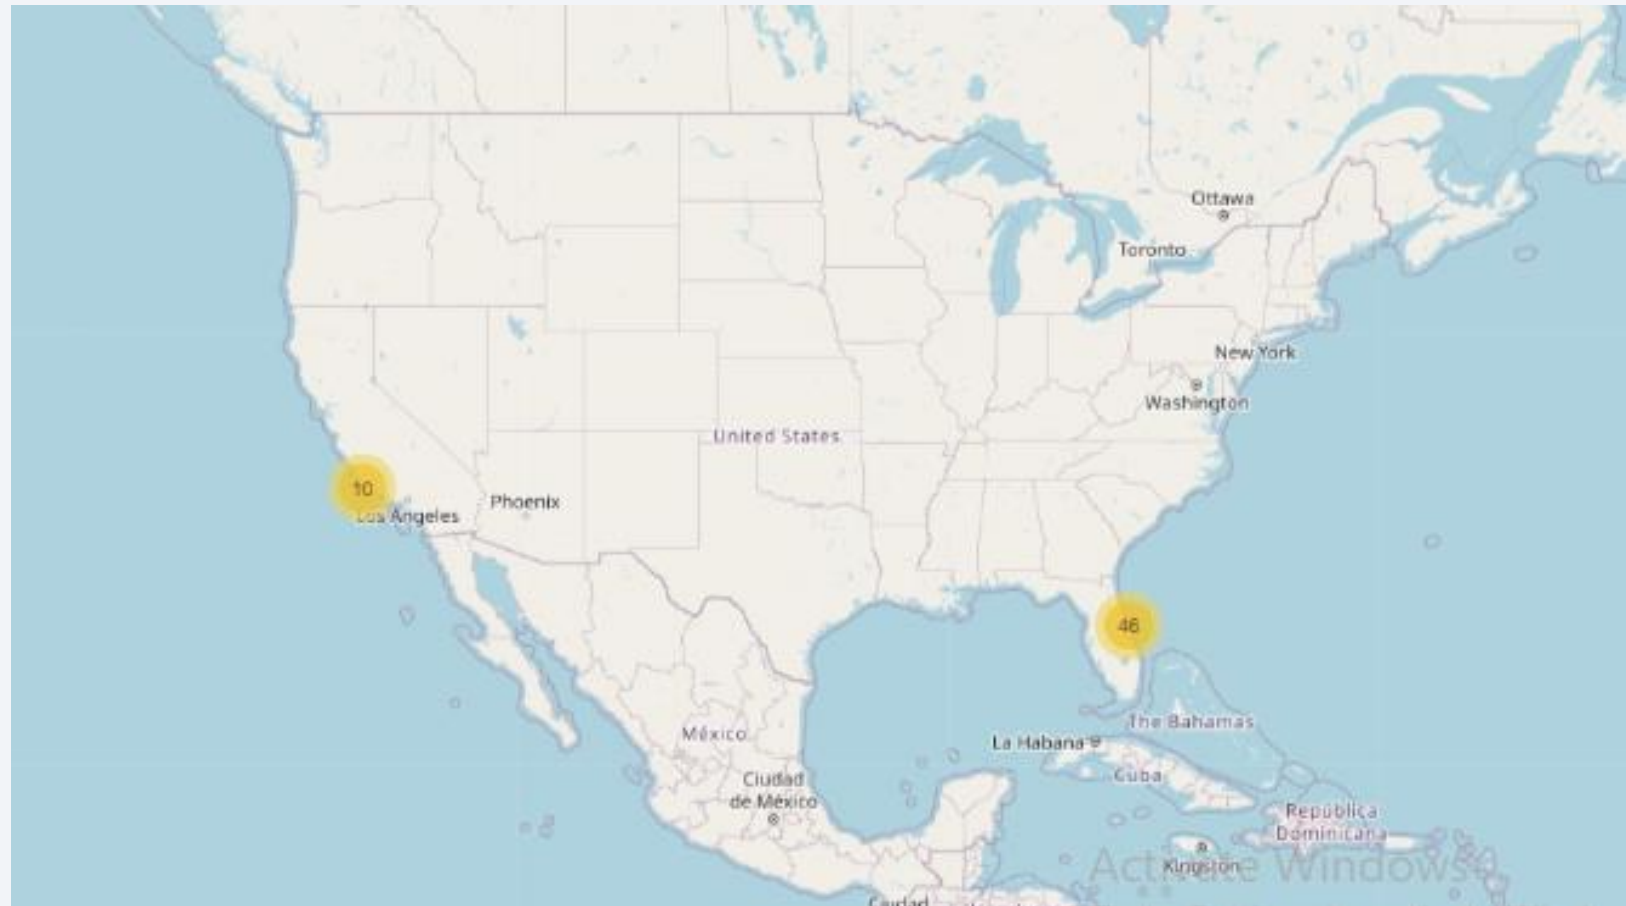 Ottawa
Toronto
New York
Washington
United States
10
Los Angeles
Phoenix
46
The Bahamas
México
La Habana
Cuba
Ciudad
de México
República
Dominicana
Kingston
Activate Windows
Ciudad